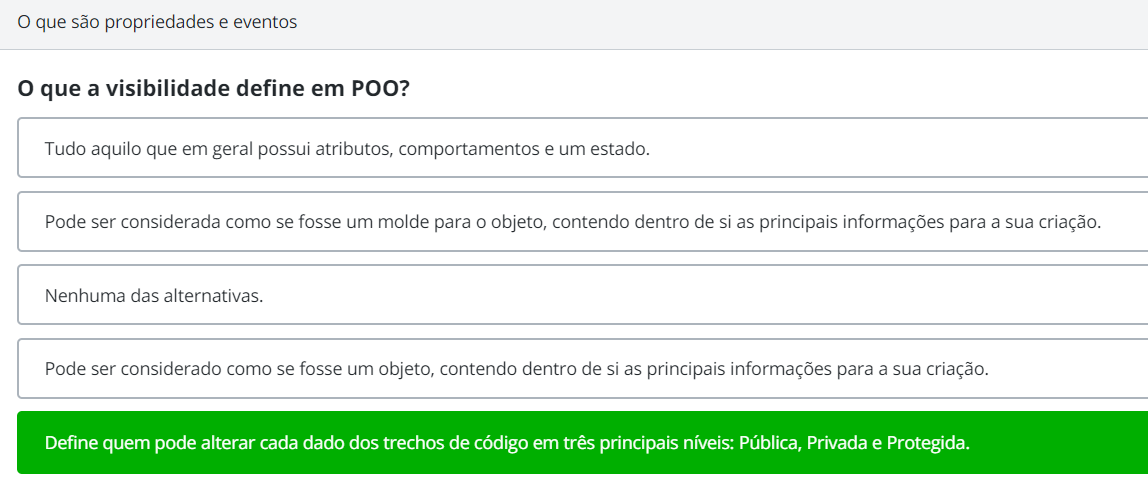 O que são propriedades e eventos
O que a visibilidade define em POO?
Tudo aquilo que em geral possui atributos, comportamentos e um estado.
Pode ser considerada como se fosse um molde para o objeto, contendo dentro de si as principais informações para a sua criação.
Nenhuma das alternativas.
Pode ser considerado como se fosse um objeto, contendo dentro de si as principais informações para a sua criação.
Define quem pode alterar cada dado dos trechos de código em três principais níveis: Pública, Privada e Protegida.